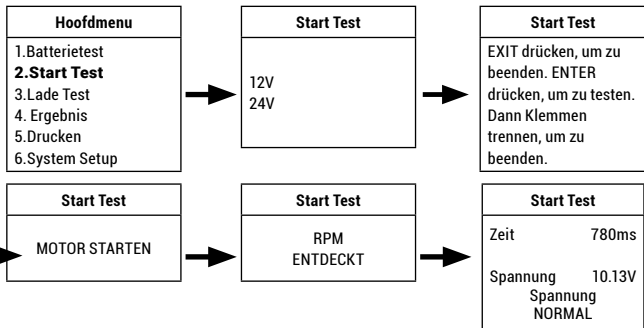 Hoofdmenu
1.Batterietest
2.Start Test
3.Lade Test
4. Ergebnis
5.Drucken
6.System Setup
Start Test
12V
24V
Start Test
EXIT drücken, um zu
beenden. ENTER
drücken, um zu testen.
Dann Klemmen
trennen, um zu
beenden.
Start Test
MOTOR STARTEN
Start Test
RPM
ENTDECKT
Start Test
Zeit 780ms
Spannung 10.13V
Spannung
NORMAL